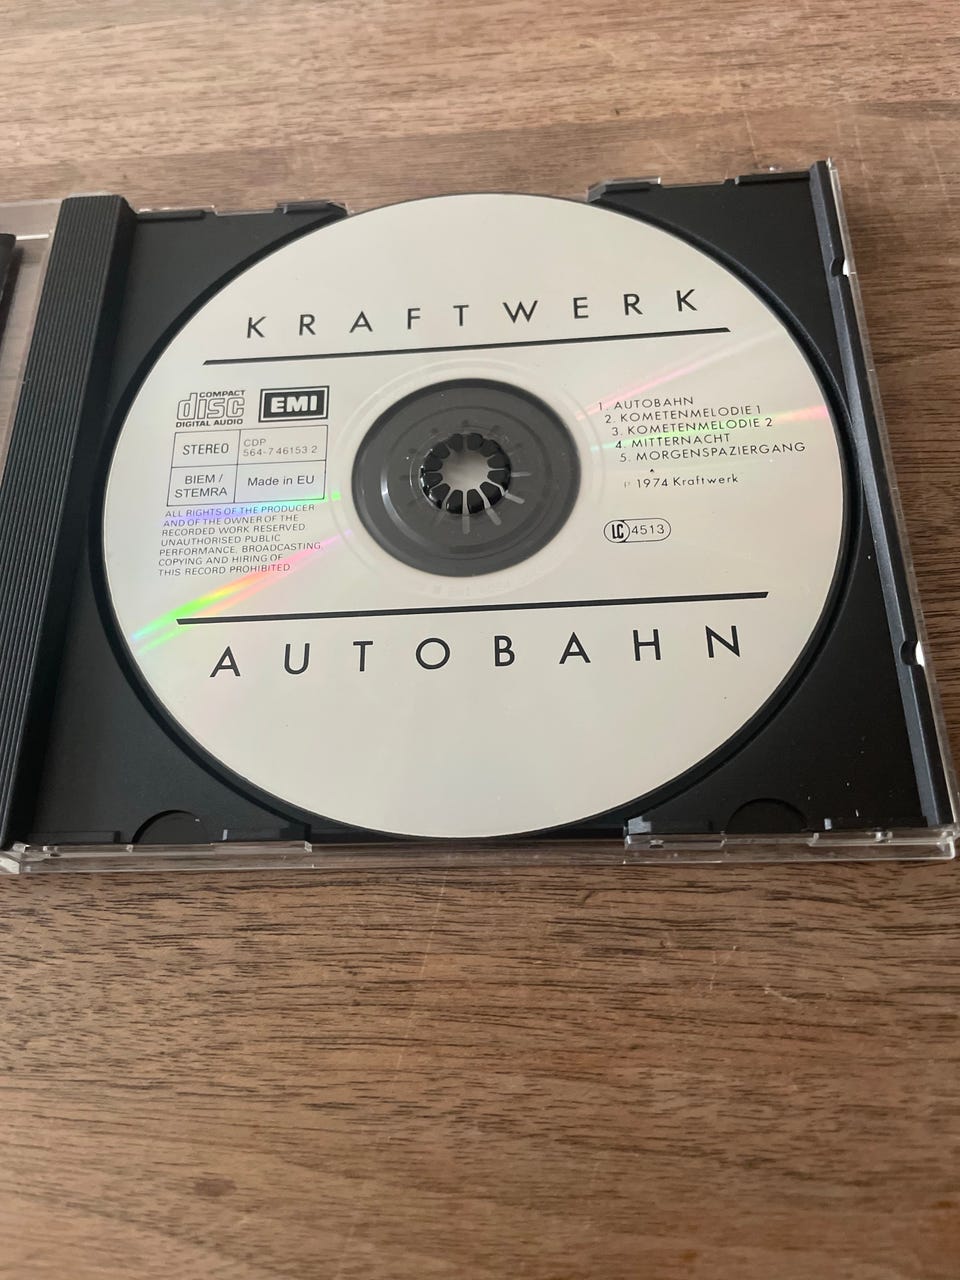 KRAFTWERK
COMPACT
disc
DIGITAL AUDIO
EMI
STEREO
CDP
564-7 46153 2
BIEM /
STEMRA
Made in EU
ALL RIGHTS OF THE PRODUCER
AND OF THE OWNER OF THE
RECORDED WORK RESERVED
UNAUTHORISED PUBLIC
PERFORMANCE, BROADCASTING,
COPYING AND HIRING OF
THIS RECORD PROHIBITED.
1. AUTOBAHN
2. KOMETENMELODIE 1
3. KOMETENMELODIE 2
4. MITTERNACHT
5. MORGENSPAZIERGANG
℗ 1974 Kraftwerk
LC 4513
AUTOBAHN